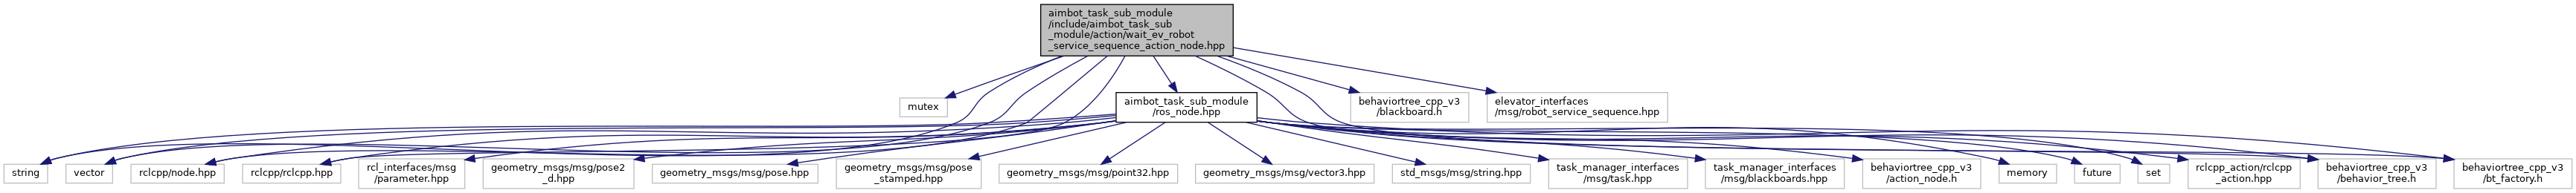 aimbot_task_sub_module
/include/aimbot_task_sub
_module/action/wait_ev_robot
_service_sequence_action_node.hpp
mutex
aimbot_task_sub_module
/ros_node.hpp
behaviortree_cpp_v3
/blackboard.h
elevator_interfaces
/msg/robot_service_sequence.hpp
string
vector
rclcpp/node.hpp
rclcpp/rclcpp.hpp
rcl_interfaces/msg
/parameter.hpp
geometry_msgs/msg/pose2
_d.hpp
geometry_msgs/msg/pose.hpp
geometry_msgs/msg/pose
_stamped.hpp
geometry_msgs/msg/point32.hpp
geometry_msgs/msg/vector3.hpp
std_msgs/msg/string.hpp
task_manager_interfaces
/msg/task.hpp
task_manager_interfaces
/msg/blackboards.hpp
behaviortree_cpp_v3
/action_node.h
memory
future
set
rclcpp_action/rclcpp
_action.hpp
behaviortree_cpp_v3
/behavior_tree.h
behaviortree_cpp_v3
/bt_factory.h